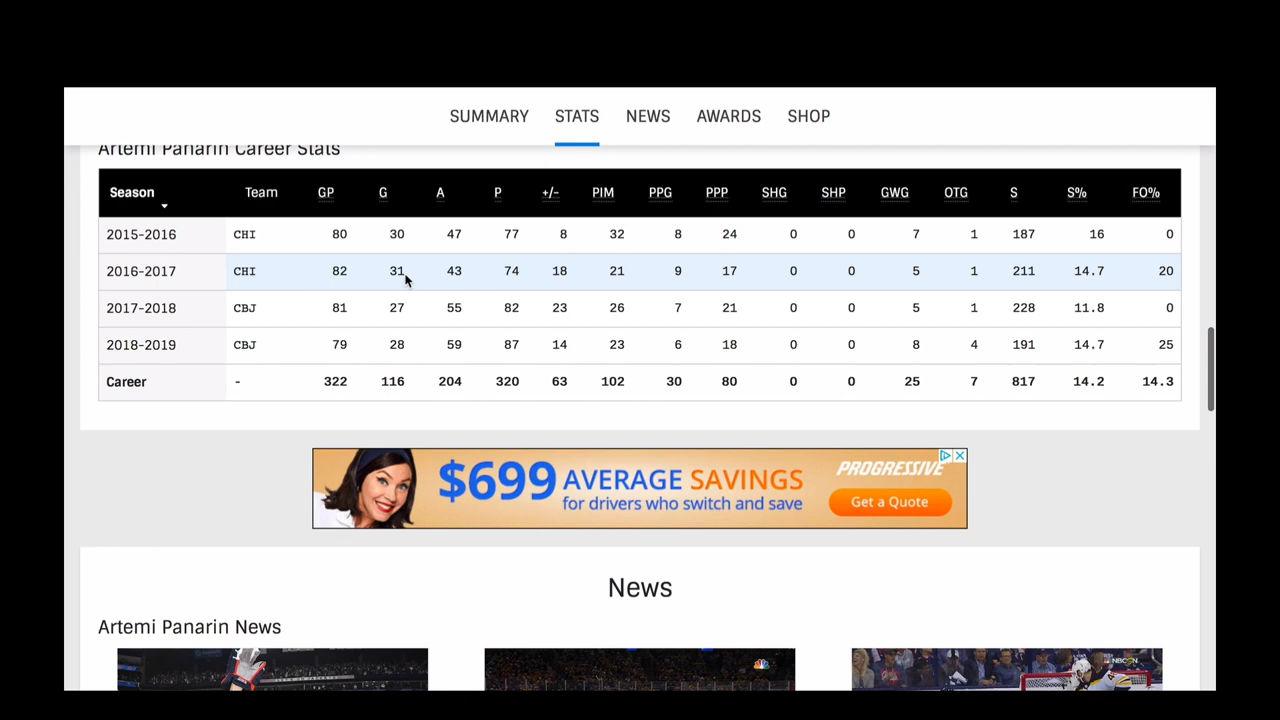 SUMMARY STATS NEWS AWARDS SHOP
Artemi Panarin Career Stats
Season Team GP G A P +/- PIM PPG PPP SHG SHP GWG OTG S S% FO%
2015-2016 CHI 80 30 47 77 8 32 8 24 0 0 7 1 187 16 0
2016-2017 CHI 82 31 43 74 18 21 9 17 0 0 5 1 211 14.7 20
2017-2018 CBJ 81 27 55 82 23 26 7 21 0 0 5 1 228 11.8 0
2018-2019 CBJ 79 28 59 87 14 23 6 18 0 0 8 4 191 14.7 25
Career - 322 116 204 320 63 102 30 80 0 0 25 7 817 14.2 14.3
$699 AVERAGE SAVINGS
for drivers who switch and save
PROGRESSIVE
Get a Quote
News
Artemi Panarin News
NBCSN